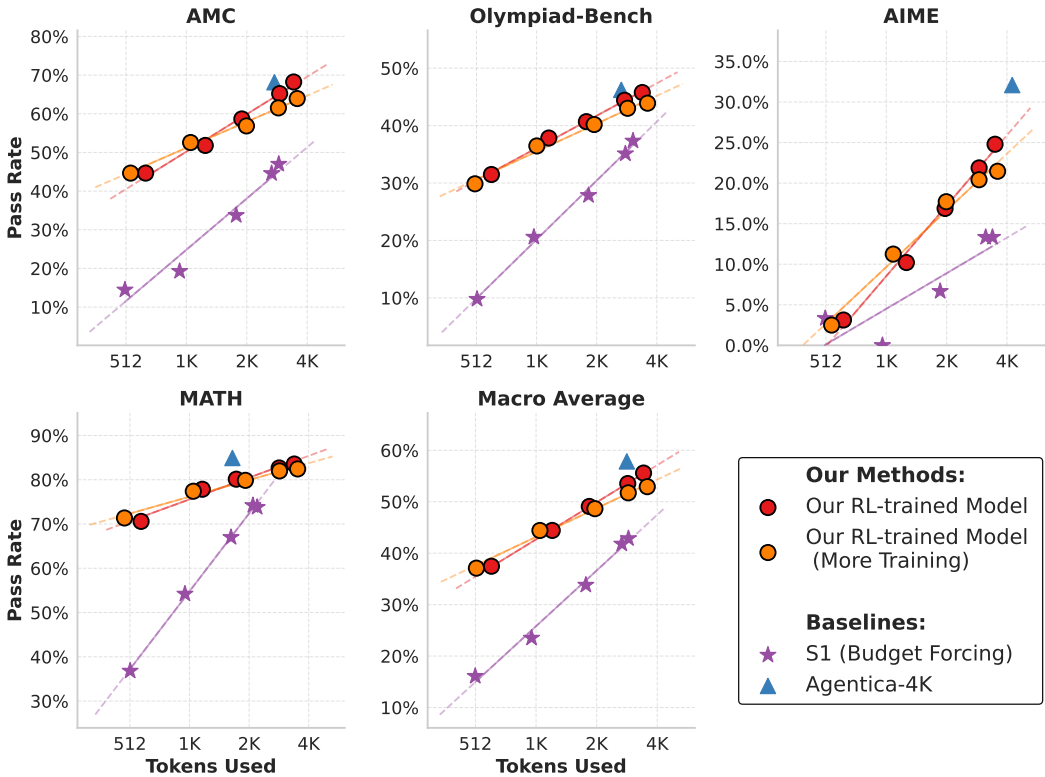 AMC
80%
70%
60%
50%
40%
30%
20%
10%
Pass Rate
512 1K 2K 4K
Olympiad-Bench
50%
40%
30%
20%
10%
512 1K 2K 4K
AIME
35.0%
30.0%
25.0%
20.0%
15.0%
10.0%
5.0%
0.0%
512 1K 2K 4K
MATH
90%
80%
70%
60%
50%
40%
30%
Pass Rate
512 1K 2K 4K
Tokens Used
Macro Average
60%
50%
40%
30%
20%
10%
512 1K 2K 4K
Tokens Used
Our Methods:
Our RL-trained Model
Our RL-trained Model
(More Training)
Baselines:
S1 (Budget Forcing)
Agentica-4K